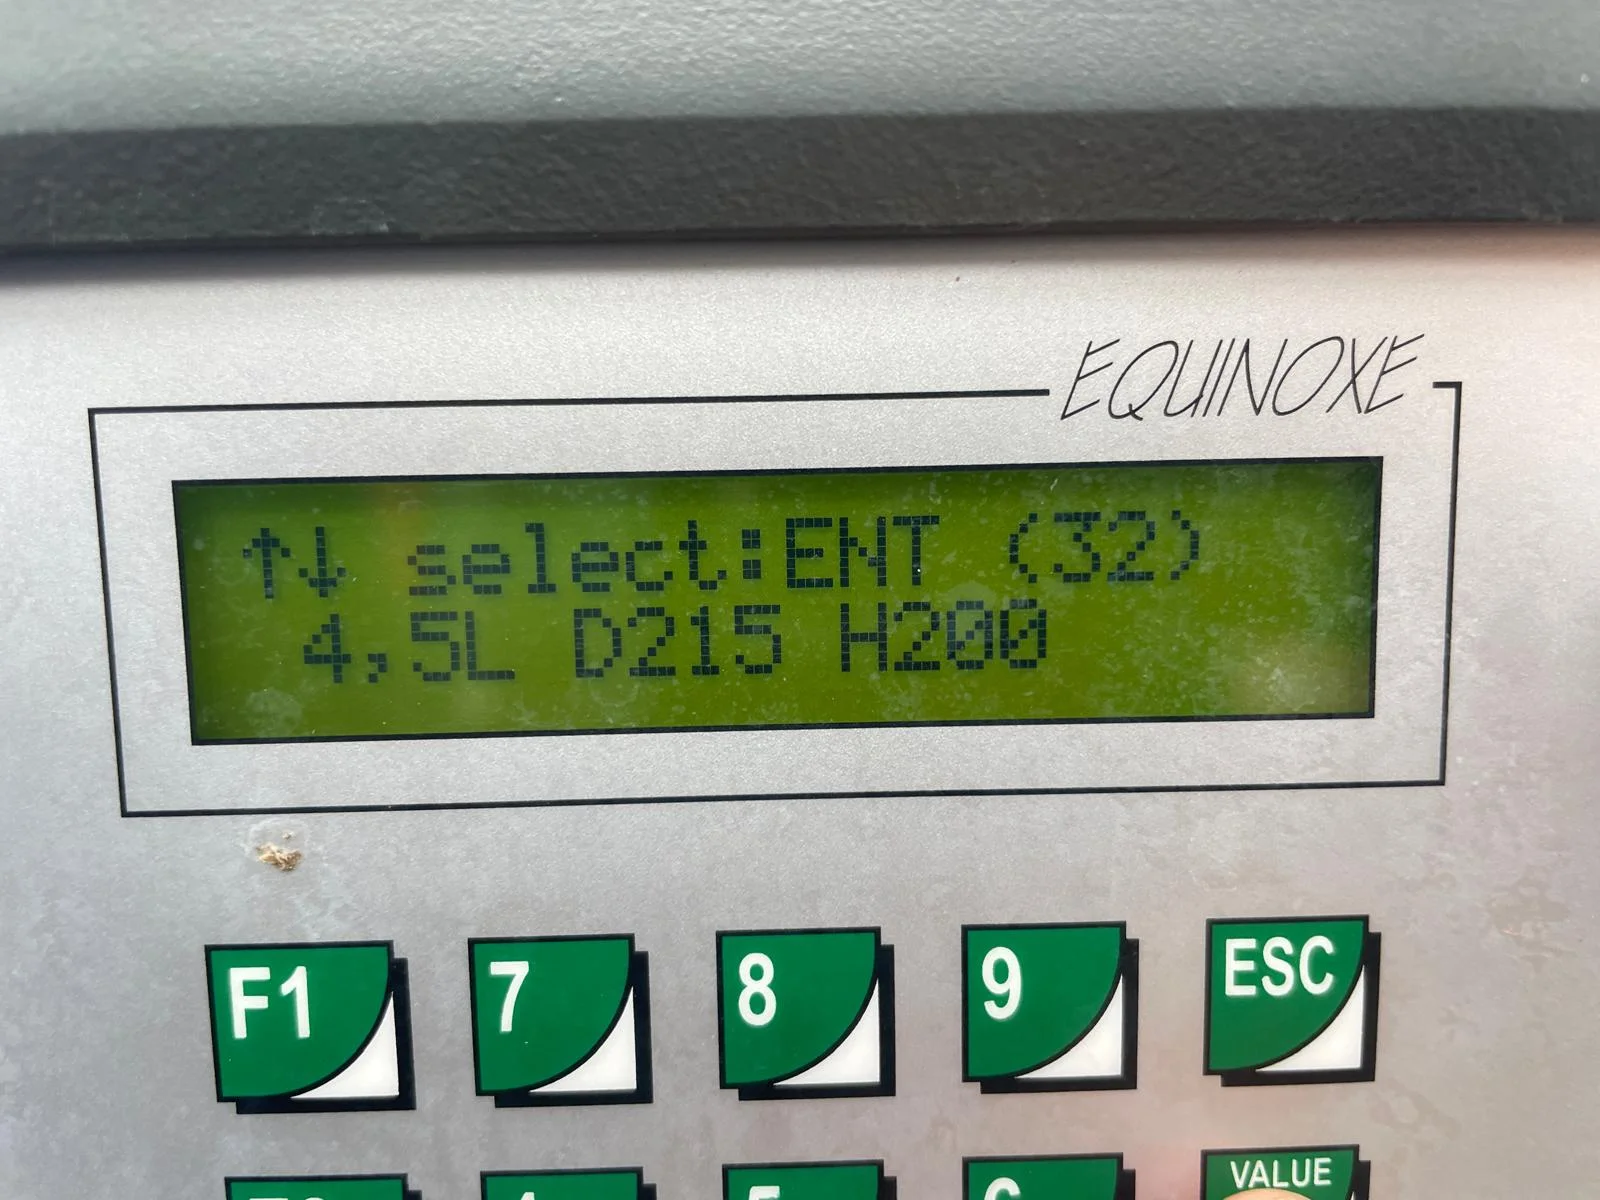 EQUINOXE
↑↓ select:ENT (32)
4,5L D215 H200
F1 7 8 9 ESC
VALUE